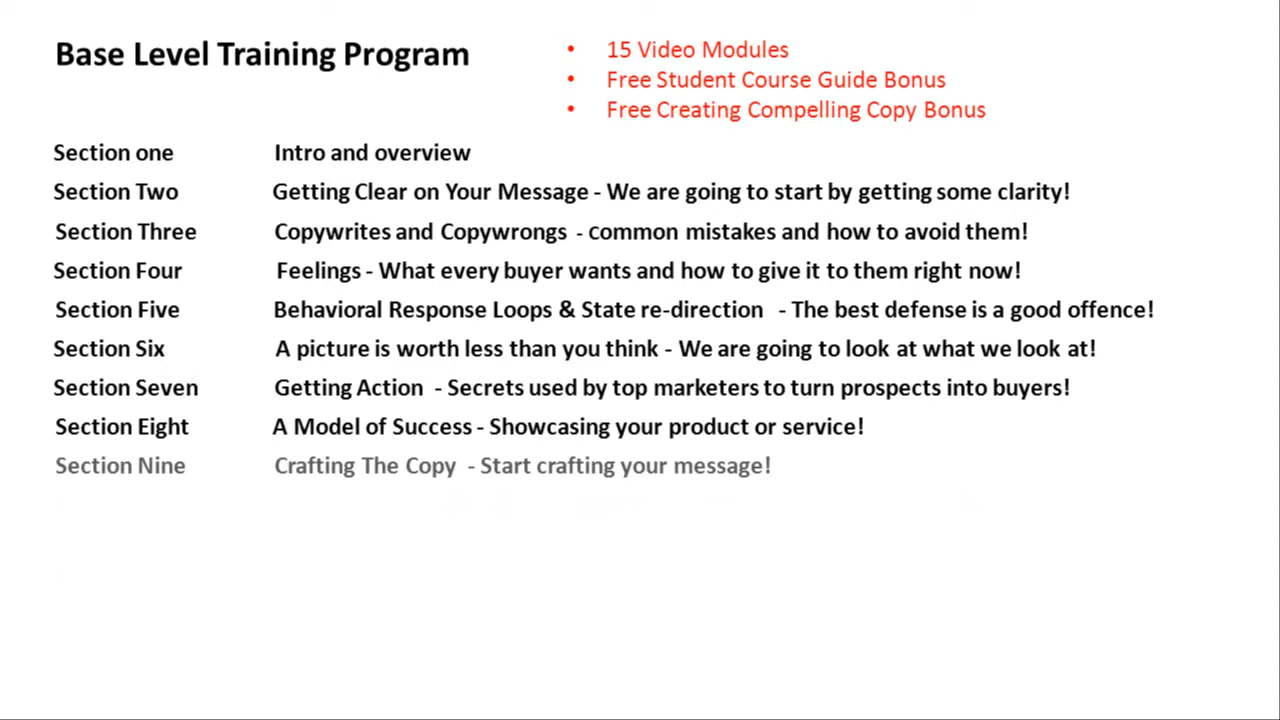 Base Level Training Program
• 15 Video Modules
• Free Student Course Guide Bonus
• Free Creating Compelling Copy Bonus
Section one Intro and overview
Section Two Getting Clear on Your Message - We are going to start by getting some clarity!
Section Three Copywrites and Copywrongs - common mistakes and how to avoid them!
Section Four Feelings - What every buyer wants and how to give it to them right now!
Section Five Behavioral Response Loops & State re-direction - The best defense is a good offence!
Section Six A picture is worth less than you think - We are going to look at what we look at!
Section Seven Getting Action - Secrets used by top marketers to turn prospects into buyers!
Section Eight A Model of Success - Showcasing your product or service!
Section Nine Crafting The Copy - Start crafting your message!